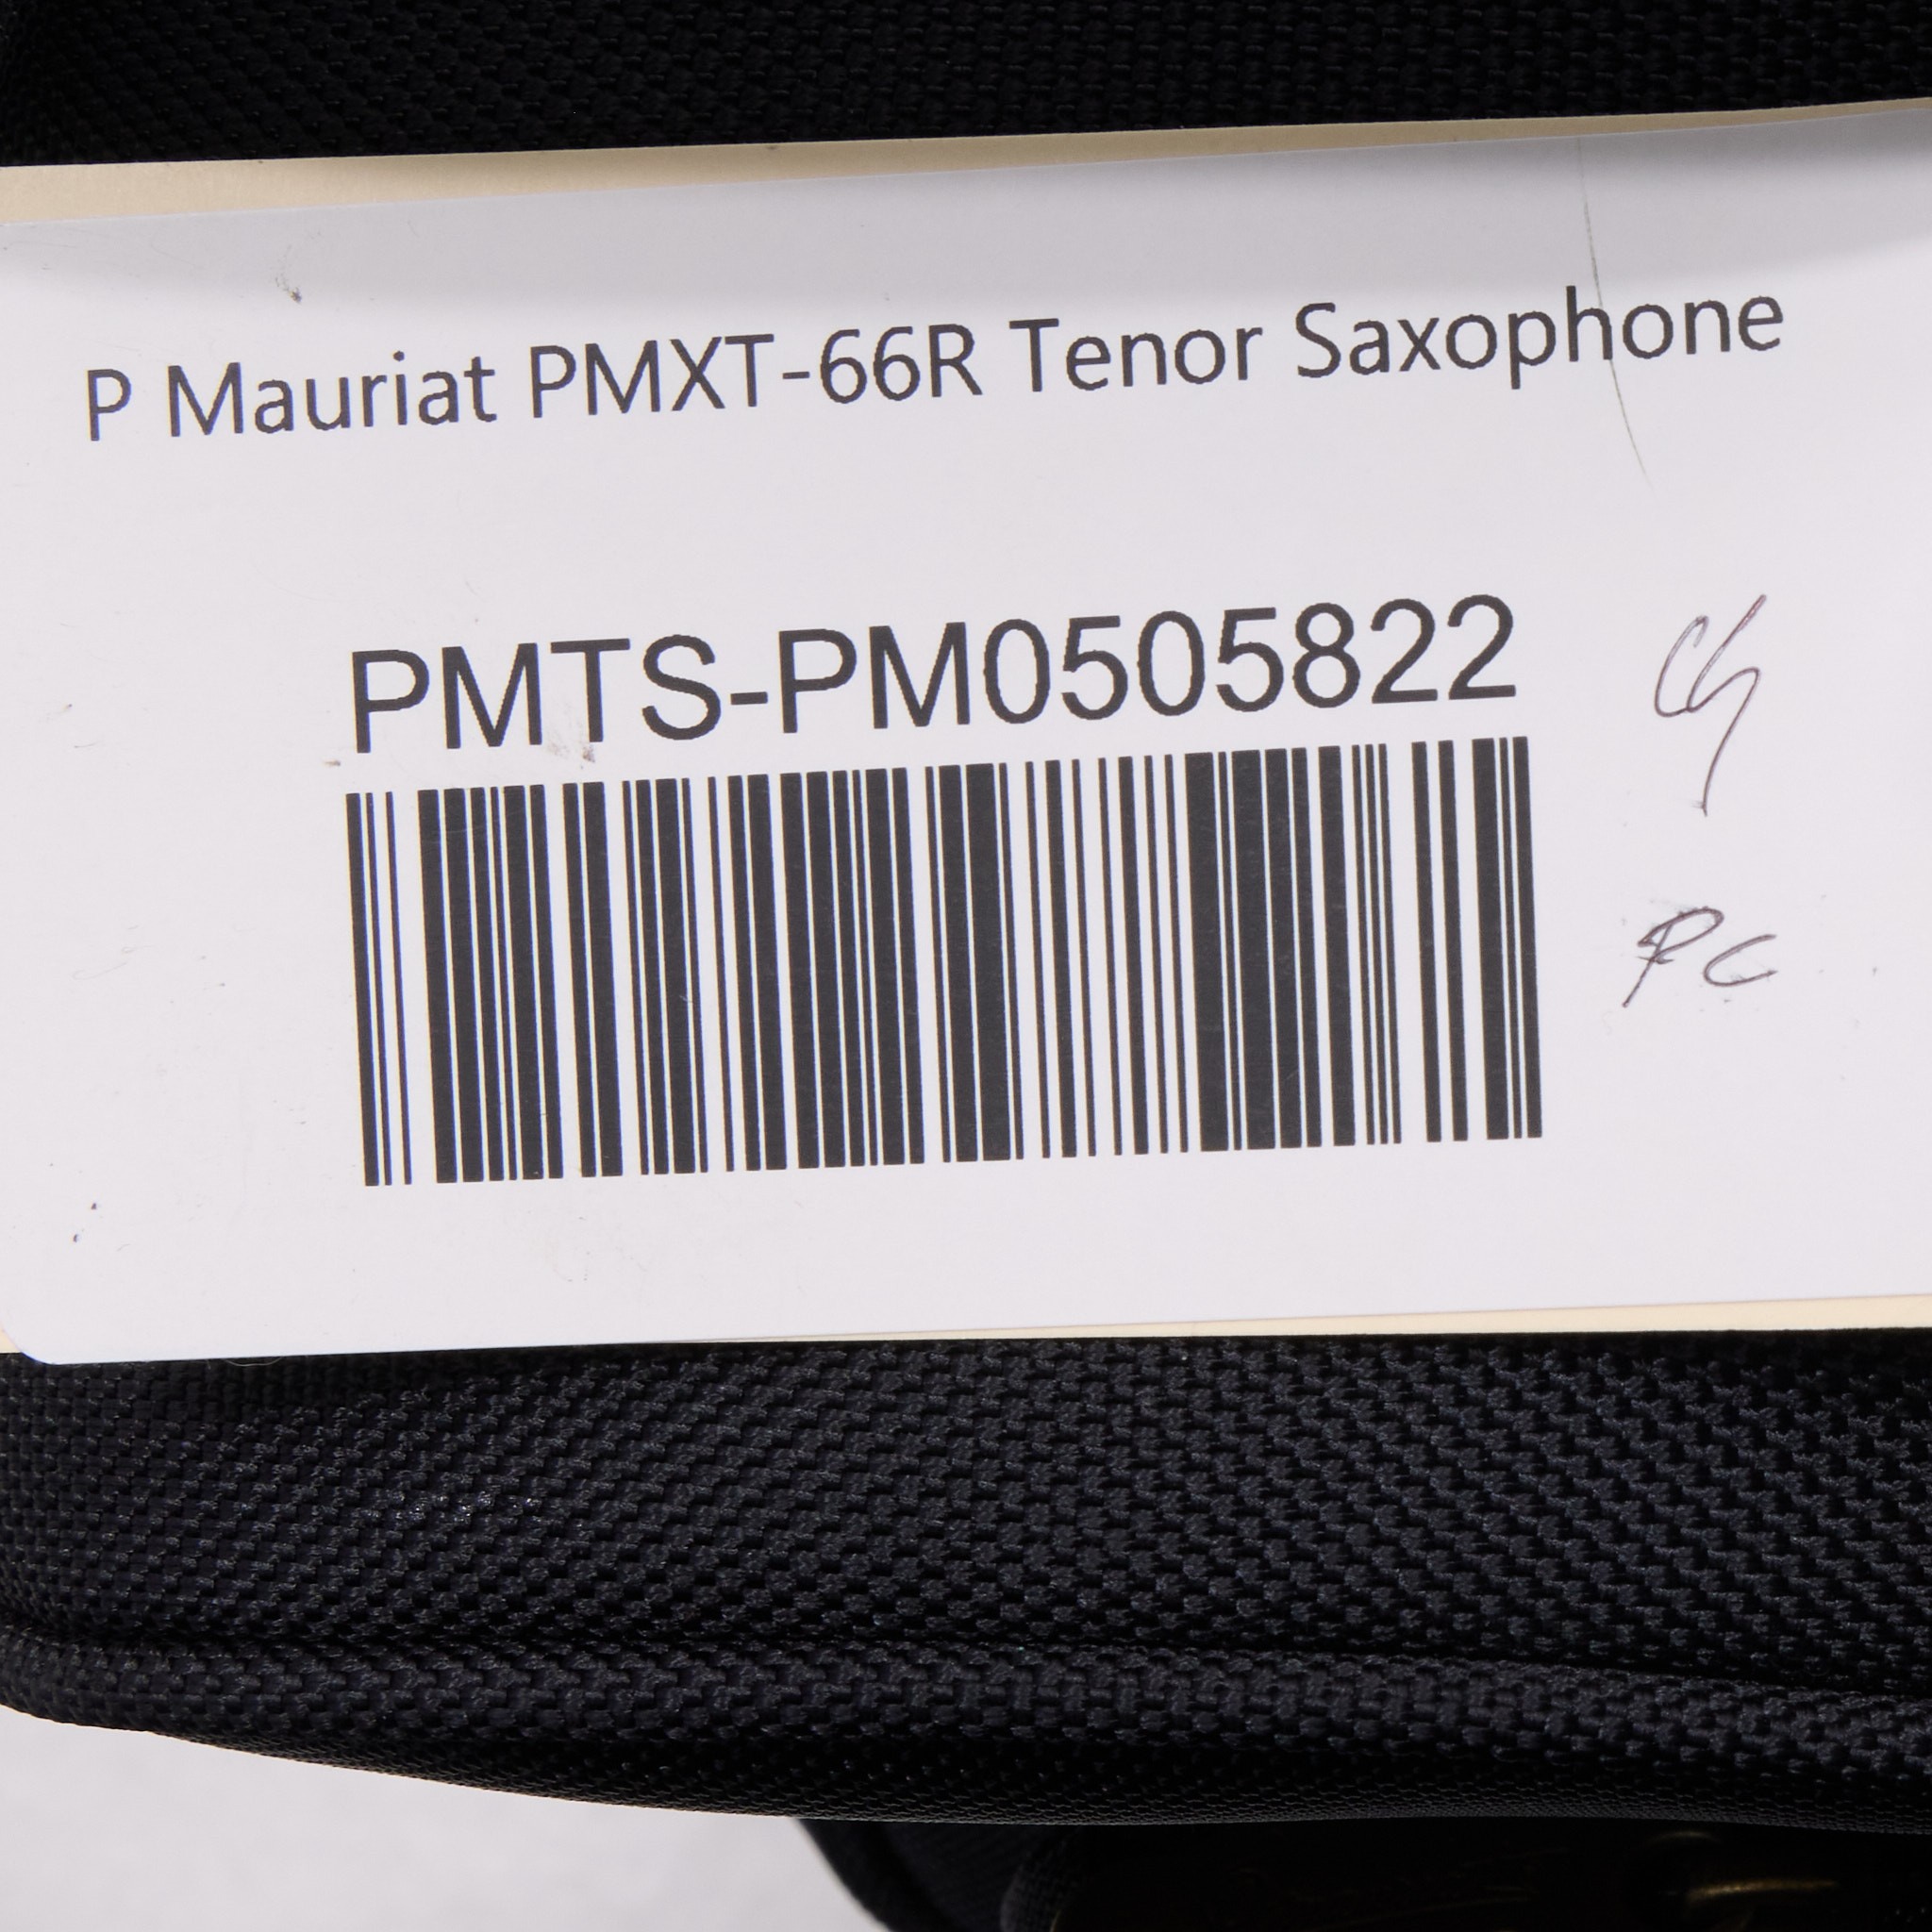 P Mauriat PMXT-66R Tenor Saxophone
PMTS-PM0505822
PC